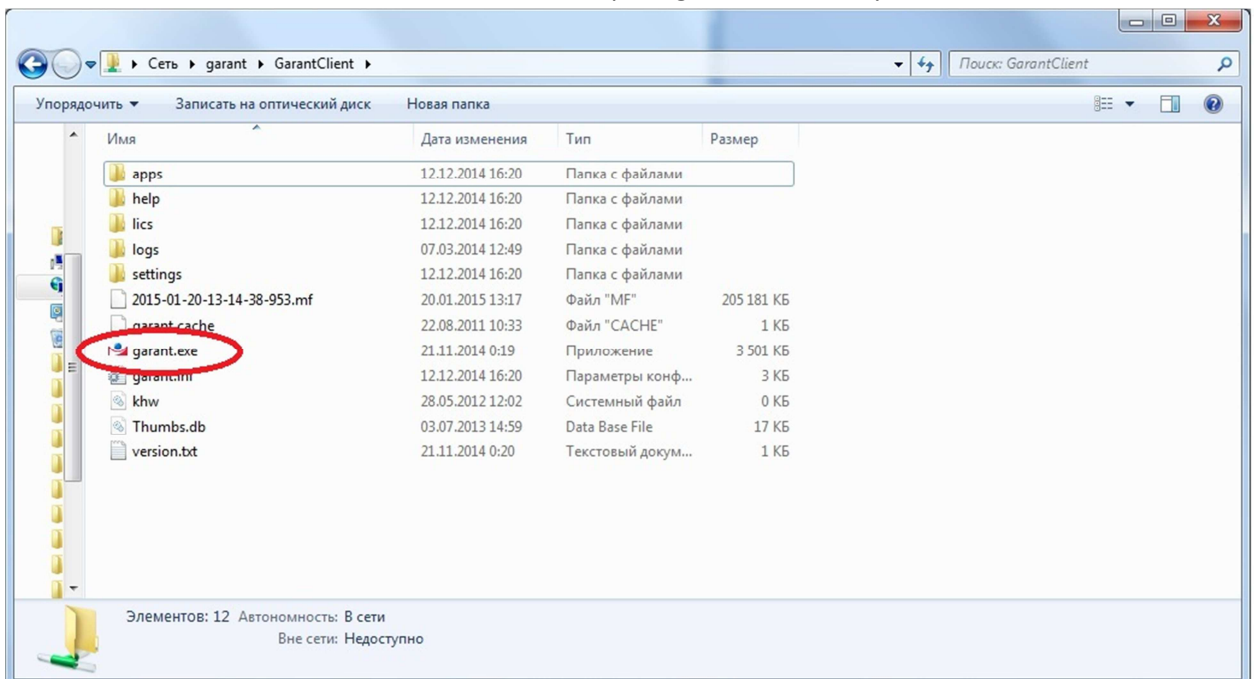 Сеть garant GarantClient
Поиск: GarantClient
Упорядочить Записать на оптический диск Новая папка
Имя Дата изменения Тип Размер
apps 12.12.2014 16:20 Папка с файлами
help 12.12.2014 16:20 Папка с файлами
lics 12.12.2014 16:20 Папка с файлами
logs 07.03.2014 12:49 Папка с файлами
settings 12.12.2014 16:20 Папка с файлами
2015-01-20-13-14-38-953.mf 20.01.2015 13:17 Файл "MF" 205 181 КБ
garant.cache 22.08.2011 10:33 Файл "CACHE" 1 КБ
garant.exe 21.11.2014 0:19 Приложение 3 501 КБ
garant.ini 12.12.2014 16:20 Параметры конф... 3 КБ
khw 28.05.2012 12:02 Системный файл 0 КБ
Thumbs.db 03.07.2013 14:59 Data Base File 17 КБ
version.txt 21.11.2014 0:20 Текстовый докум... 1 КБ
Элементов: 12 Автономность: В сети
Вне сети: Недоступно